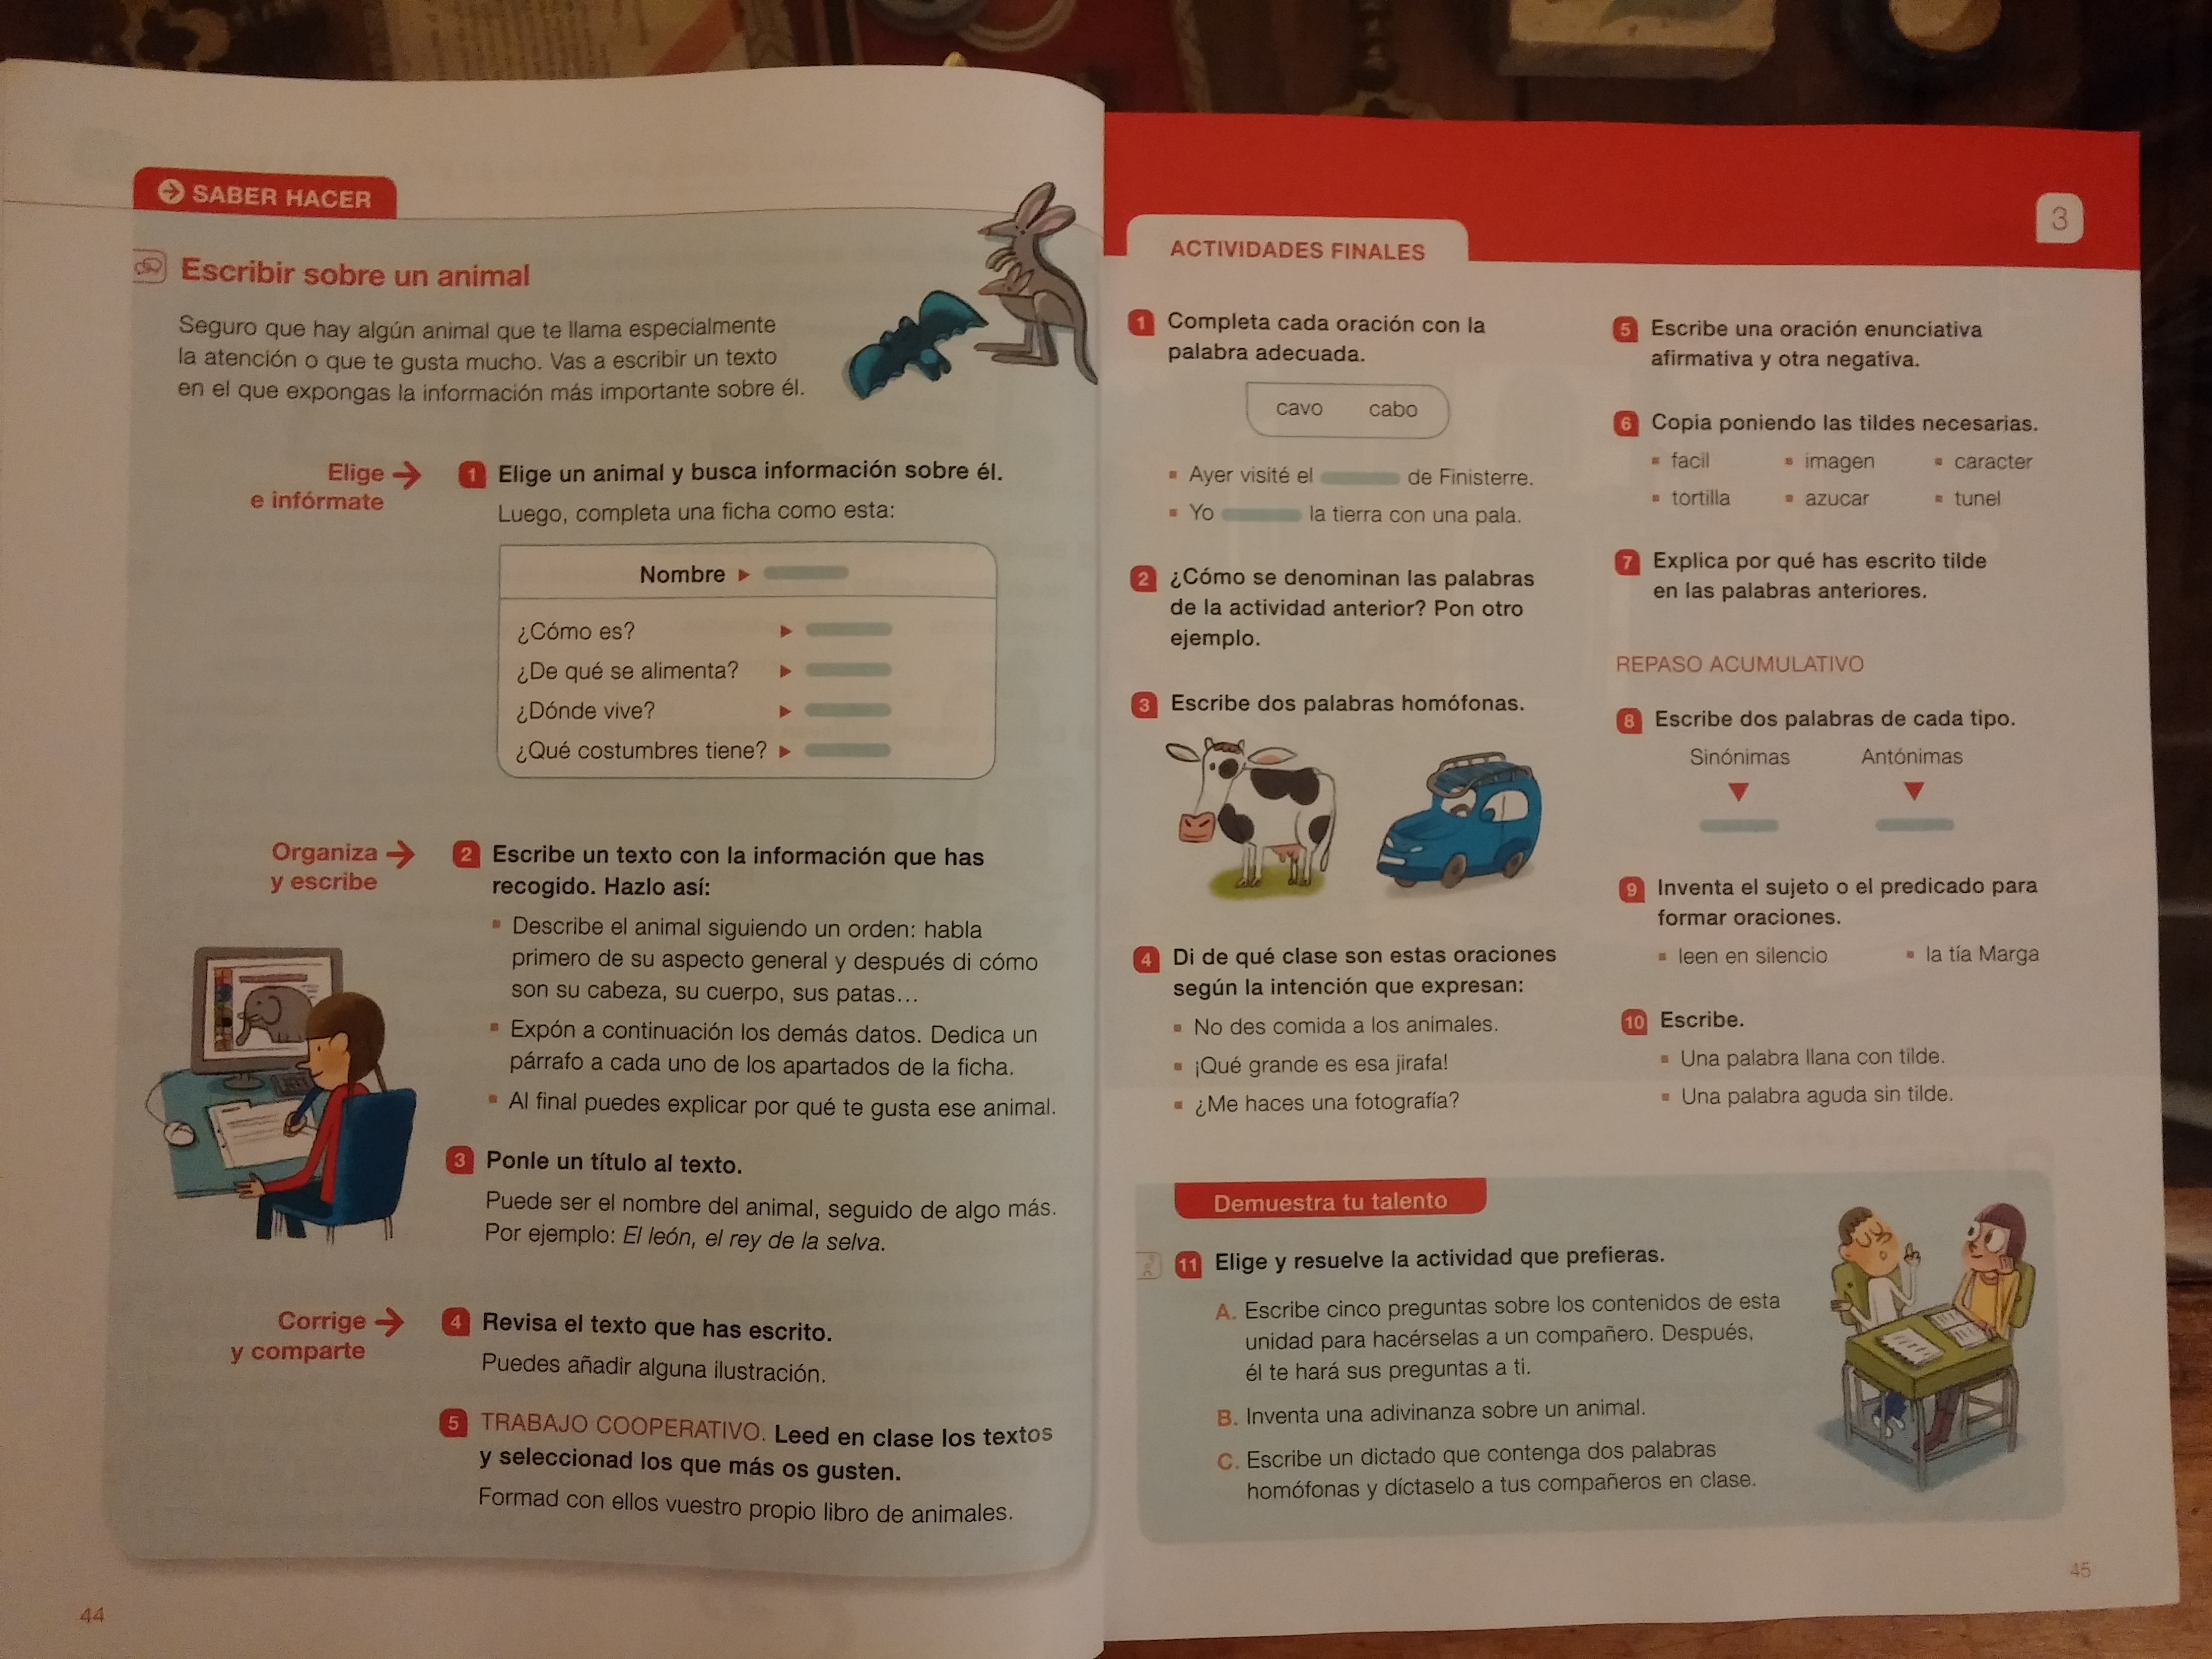 SABER HACER
Escribir sobre un animal
Seguro que hay algún animal que te llama especialmente
la atención o que te gusta mucho. Vas a escribir un texto
en el que expongas la información más importante sobre él.
Elige
e infórmate
1 Elige un animal y busca información sobre él.
Luego, completa una ficha como esta:
Nombre
¿Cómo es?
¿De qué se alimenta?
¿Dónde vive?
¿Qué costumbres tiene?
Organiza
y escribe
2 Escribe un texto con la información que has
recogido. Hazlo así:
Describe el animal siguiendo un orden: habla
primero de su aspecto general y después di cómo
son su cabeza, su cuerpo, sus patas...
Expón a continuación los demás datos. Dedica un
párrafo a cada uno de los apartados de la ficha.
Al final puedes explicar por qué te gusta ese animal.
3 Ponle un título al texto.
Puede ser el nombre del animal, seguido de algo más.
Por ejemplo: El león, el rey de la selva.
Corrige
y comparte
4 Revisa el texto que has escrito.
Puedes añadir alguna ilustración.
5 TRABAJO COOPERATIVO. Leed en clase los textos
y seleccionad los que más os gusten.
Formad con ellos vuestro propio libro de animales.
44
3
ACTIVIDADES FINALES
1 Completa cada oración con la
palabra adecuada.
cavo cabo
Ayer visité el de Finisterre.
Yo la tierra con una pala.
2 ¿Cómo se denominan las palabras
de la actividad anterior? Pon otro
ejemplo.
3 Escribe dos palabras homófonas.
4 Di de qué clase son estas oraciones
según la intención que expresan:
No des comida a los animales.
¡Qué grande es esa jirafa!
¿Me haces una fotografía?
5 Escribe una oración enunciativa
afirmativa y otra negativa.
6 Copia poniendo las tildes necesarias.
facil imagen caracter
tortilla azucar tunel
7 Explica por qué has escrito tilde
en las palabras anteriores.
REPASO ACUMULATIVO
8 Escribe dos palabras de cada tipo.
Sinónimas Antónimas
9 Inventa el sujeto o el predicado para
formar oraciones.
leen en silencio la tía Marga
10 Escribe.
Una palabra llana con tilde.
Una palabra aguda sin tilde.
Demuestra tu talento
11 Elige y resuelve la actividad que prefieras.
A. Escribe cinco preguntas sobre los contenidos de esta
unidad para hacérselas a un compañero. Después,
él te hará sus preguntas a ti.
B. Inventa una adivinanza sobre un animal.
C. Escribe un dictado que contenga dos palabras
homófonas y díctaselo a tus compañeros en clase.
45